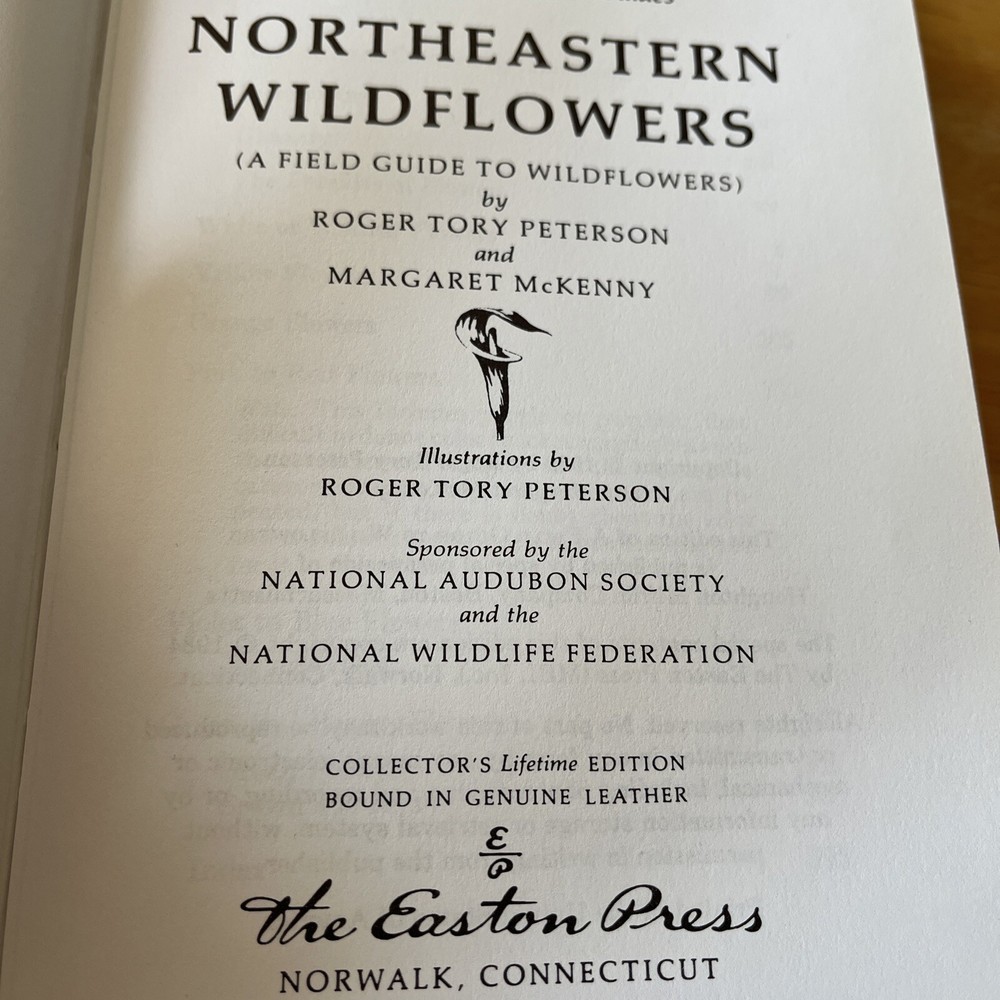 NORTHEASTERN
WILDFLOWERS
(A FIELD GUIDE TO WILDFLOWERS)
by
ROGER TORY PETERSON
and
MARGARET McKENNY
Illustrations by
ROGER TORY PETERSON
Sponsored by the
NATIONAL AUDUBON SOCIETY
and the
NATIONAL WILDLIFE FEDERATION
COLLECTOR'S Lifetime EDITION
BOUND IN GENUINE LEATHER
E
P
The Easton Press
NORWALK, CONNECTICUT